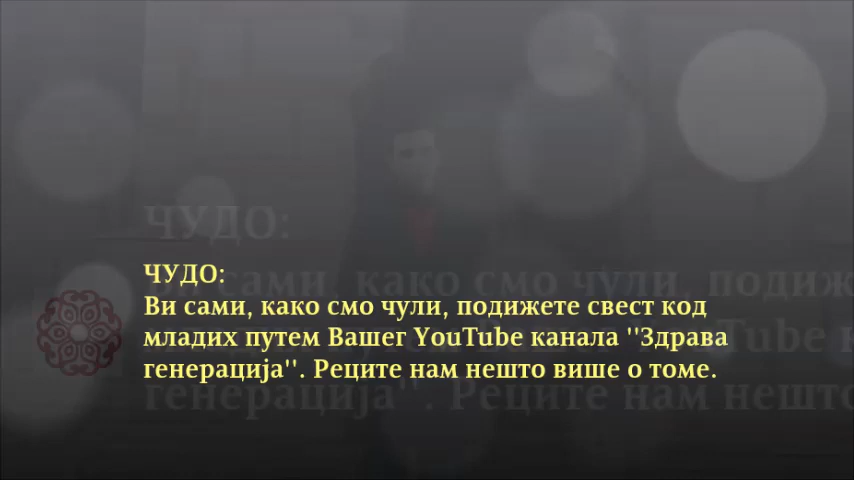 ЧУДО:
Ви сами, како смо чули, подижете свест код
младих путем Вашег YouTube канала ''Здрава
генерација''. Реците нам нешто више о томе.